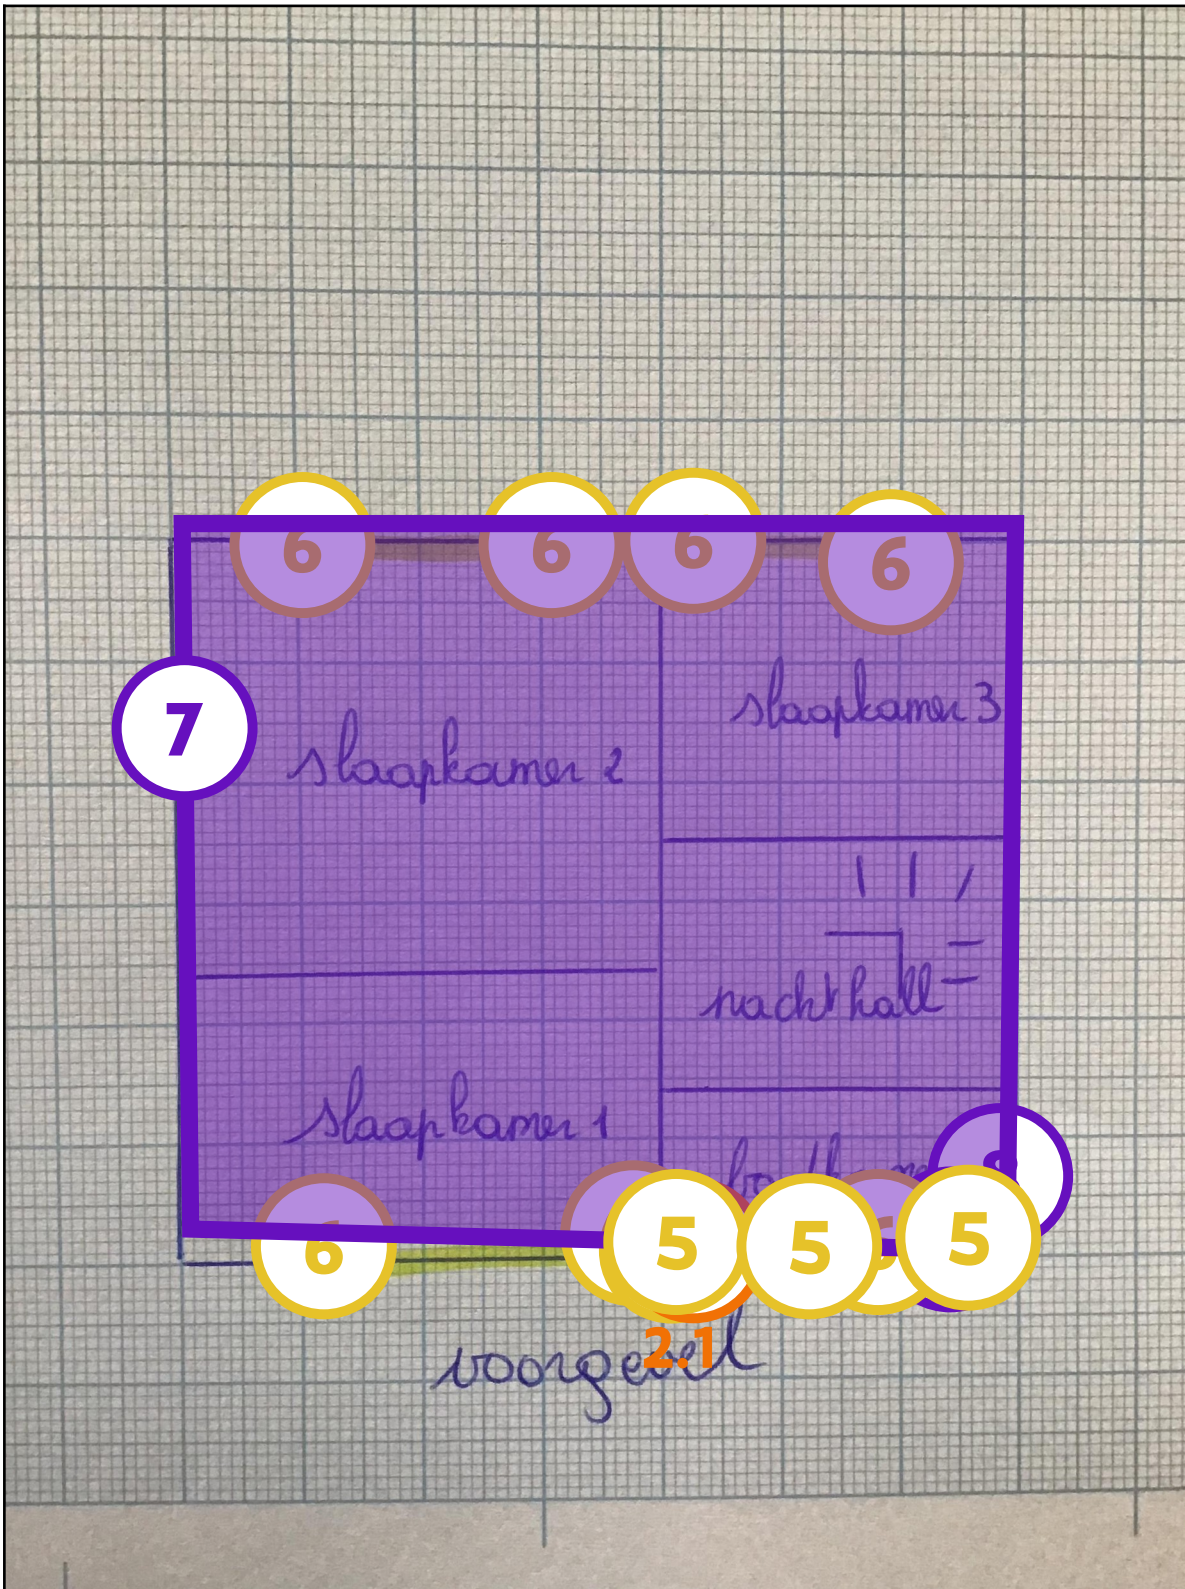 6 6 6 6
slaapkamer 3
7
slaapkamer 2
nachthall
slaapkamer 1
6 5 5 5
2.1
voorgevel